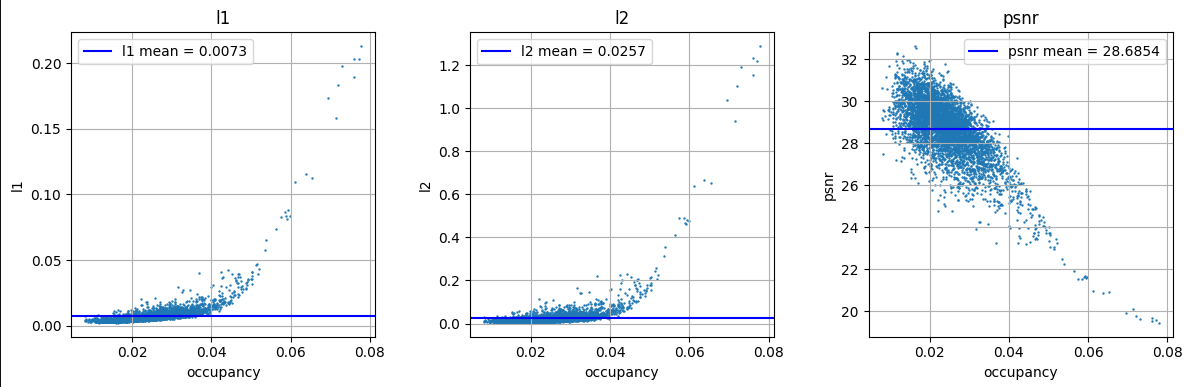 l1
l1 mean = 0.0073
0.20
0.15
0.10
0.05
0.00
l1
0.02 0.04 0.06 0.08
occupancy
l2
l2 mean = 0.0257
1.2
1.0
0.8
0.6
0.4
0.2
0.0
l2
0.02 0.04 0.06 0.08
occupancy
psnr
psnr mean = 28.6854
32
30
28
26
24
22
20
psnr
0.02 0.04 0.06 0.08
occupancy